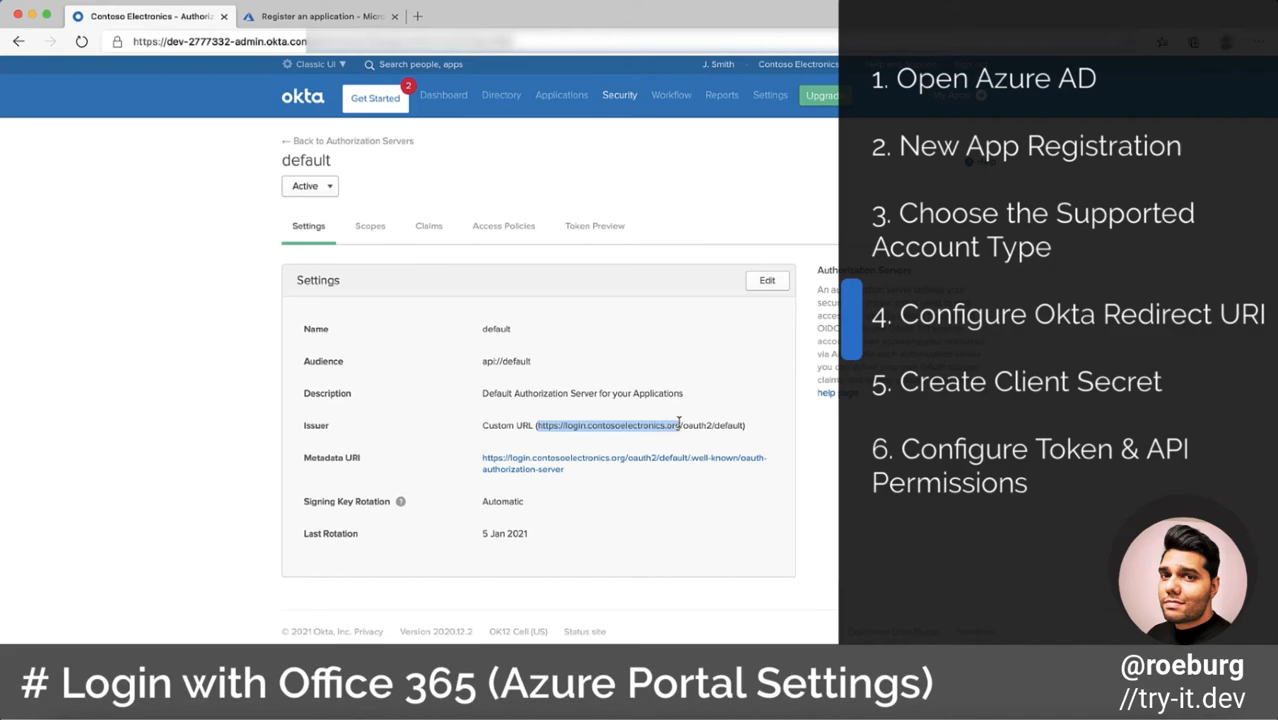 Contoso Electronics - Authoriz
Register an application - Micro
https://dev-2777332-admin.okta.com
Classic UI
Search people, apps
J. Smith
Contoso Electronics
okta
Get Started
2
Dashboard
Directory
Applications
Security
Workflow
Reports
Settings
Upgrade
← Back to Authorization Servers
default
Active
Settings
Scopes
Claims
Access Policies
Token Preview
Settings
Edit
Name
default
Audience
api://default
Description
Default Authorization Server for your Applications
Issuer
Custom URL (https://login.contosoelectronics.org/oauth2/default)
Metadata URI
https://login.contosoelectronics.org/oauth2/default/.well-known/oauth-
authorization-server
Signing Key Rotation
Automatic
Last Rotation
5 Jan 2021
Authorization Servers
help page
© 2021 Okta, Inc. Privacy
Version 2020.12.2
OK12 Cell (US)
Status site
1. Open Azure AD
2. New App Registration
3. Choose the Supported
Account Type
4. Configure Okta Redirect URI
5. Create Client Secret
6. Configure Token & API
Permissions
# Login with Office 365 (Azure Portal Settings)
@roeburg
//try-it.dev